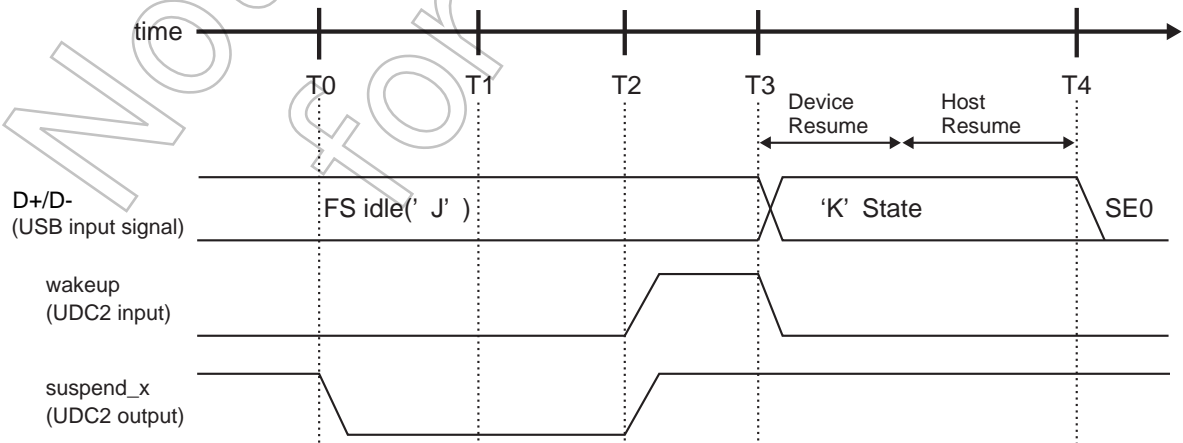 time
T0 T1 T2 T3 T4
Device Resume
Host Resume
D+/D-
(USB input signal)
FS idle(' J' )
‘K’ State
SE0
wakeup
(UDC2 input)
suspend_x
(UDC2 output)